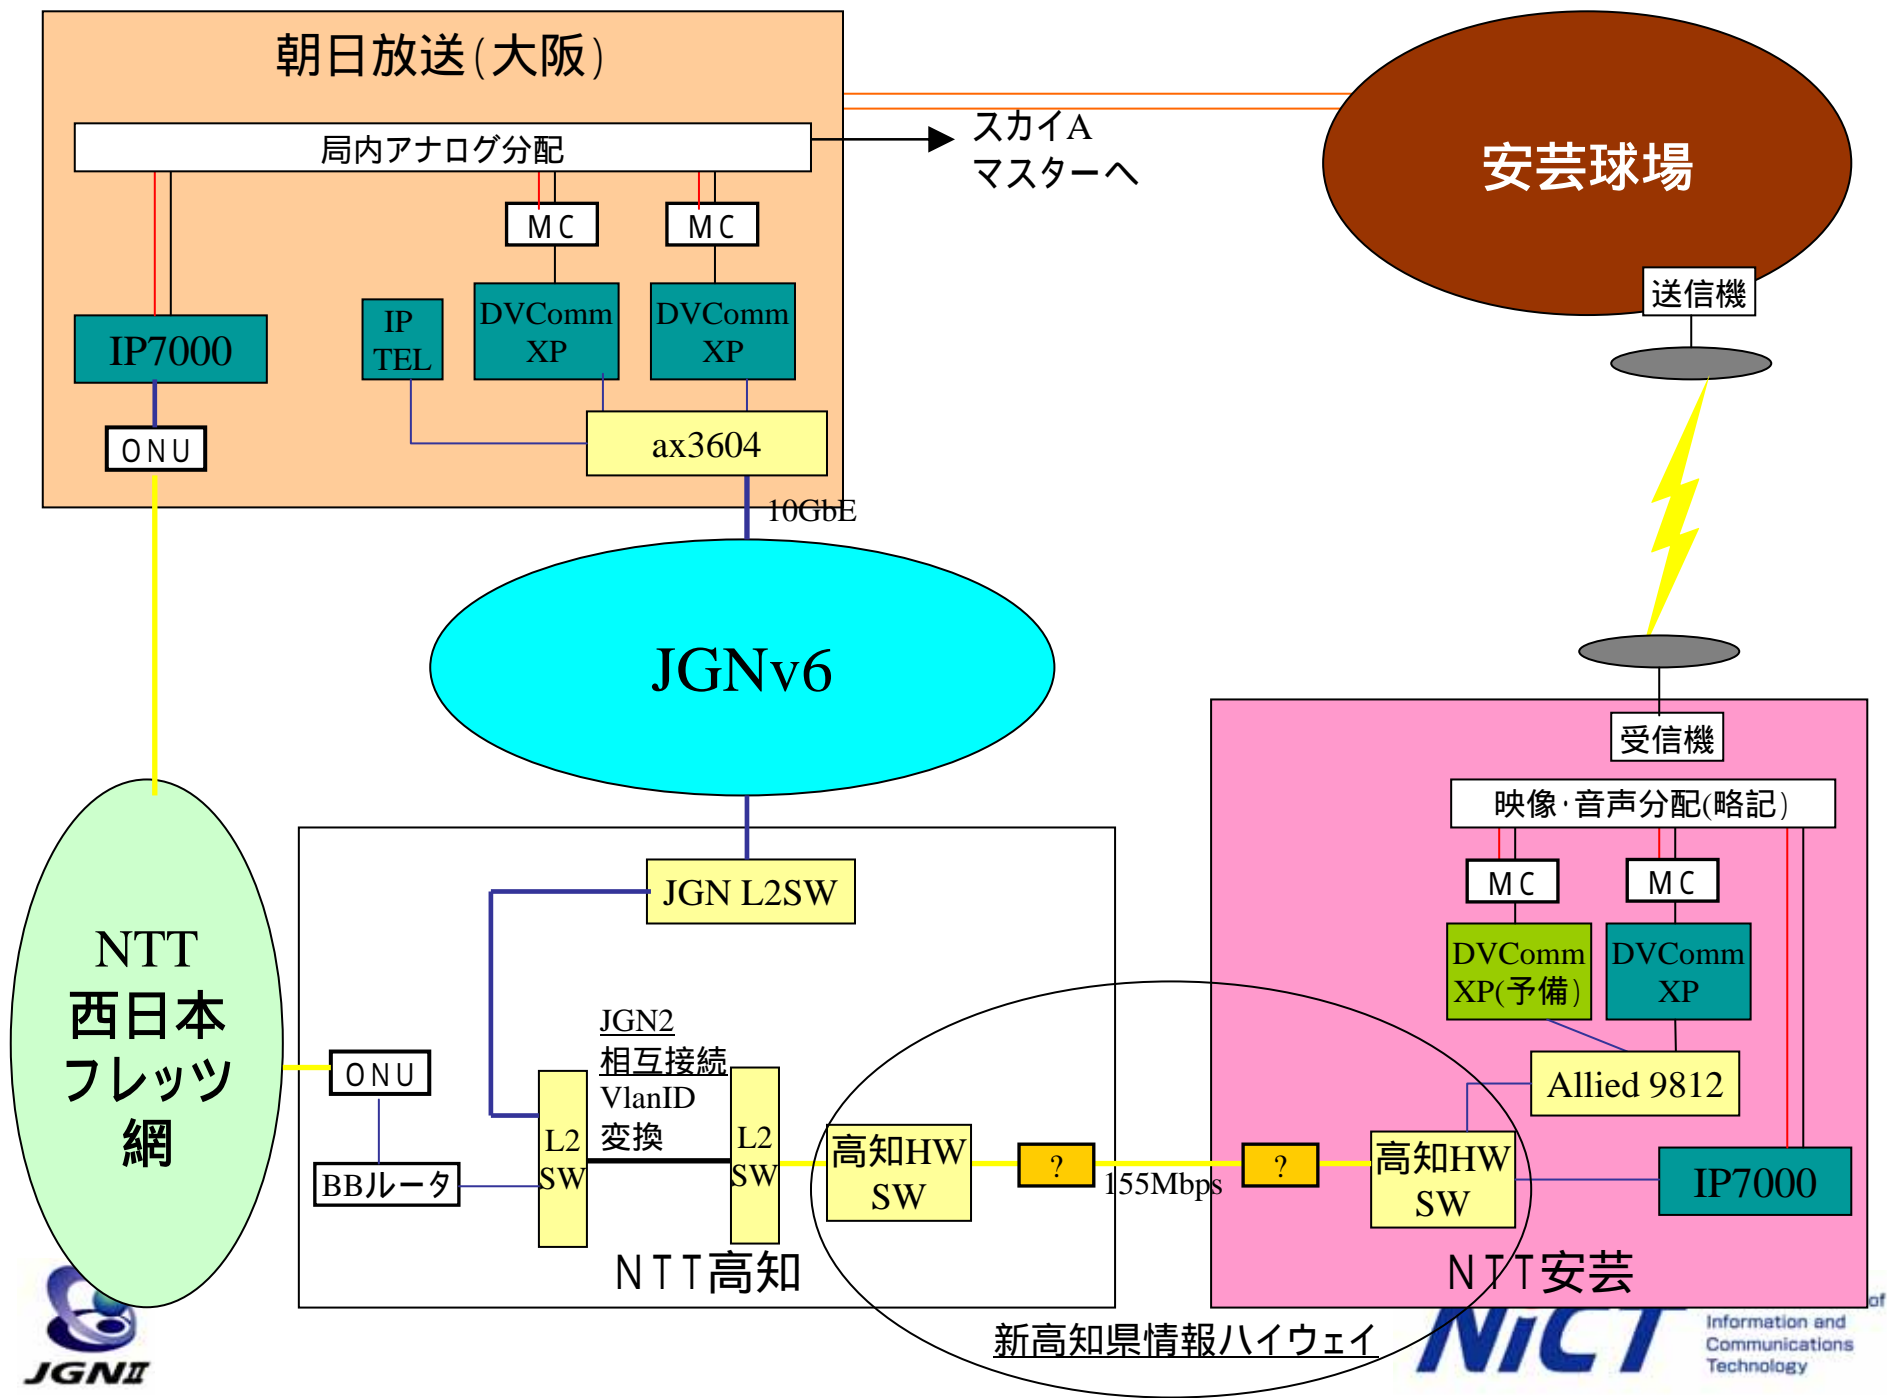 朝日放送(大阪)
局内アナログ分配
スカイA
マスターへ
安芸球場
送信機
MC
MC
IP7000
IP
TEL
DVComm
XP
DVComm
XP
ONU
ax3604
10GbE
JGNv6
受信機
映像・音声分配(略記)
MC
MC
DVComm
XP(予備)
DVComm
XP
Allied 9812
高知HW
SW
IP7000
NTT安芸
JGN L2SW
NTT
西日本
フレッツ
網
ONU
BBルータ
L2
SW
JGN2
相互接続
VlanID
変換
L2
SW
高知HW
SW
?
155Mbps
?
NTT高知
新高知県情報ハイウェイ
JGNII
NiCT
of
Information and
Communications
Technology